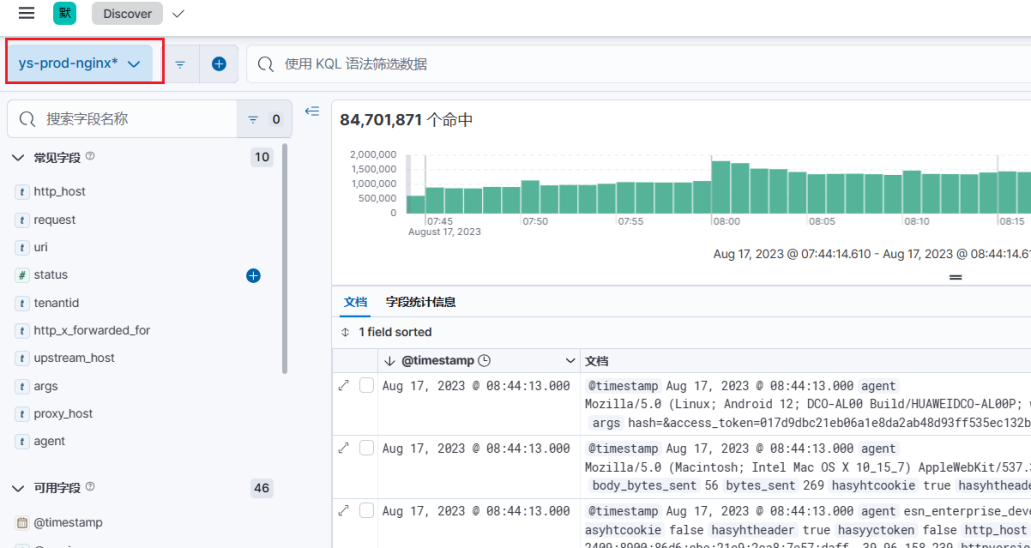 默 Discover
ys-prod-nginx* 使用 KQL 语法筛选数据
搜索字段名称 0
84,701,871 个命中
常见字段 10
t http_host
t request
t uri
# status
t tenantid
t http_x_forwarded_for
t upstream_host
t args
t proxy_host
t agent
可用字段 46
@timestamp
2,000,000
1,500,000
1,000,000
500,000
0
07:45 07:50 07:55 08:00 08:05 08:10 08:15
August 17, 2023
Aug 17, 2023 @ 07:44:14.610 - Aug 17, 2023 @ 08:44:14.61
文档 字段统计信息
1 field sorted
@timestamp 文档
Aug 17, 2023 @ 08:44:13.000 @timestamp Aug 17, 2023 @ 08:44:13.000 agent
Mozilla/5.0 (Linux; Android 12; DCO-AL00 Build/HUAWEIDCO-AL00P;
args hash=&access_token=017d9dbc21eb06a1e8da2ab48d93ff535ec132b
Aug 17, 2023 @ 08:44:13.000 @timestamp Aug 17, 2023 @ 08:44:13.000 agent
Mozilla/5.0 (Macintosh; Intel Mac OS X 10_15_7) AppleWebKit/537.
body_bytes_sent 56 bytes_sent 269 hasyhtcookie true hasyhtheade
Aug 17, 2023 @ 08:44:13.000 @timestamp Aug 17, 2023 @ 08:44:13.000 agent esn_enterprise_dev
asyhtcookie false hasyhtheader true hasyyctoken false http_host